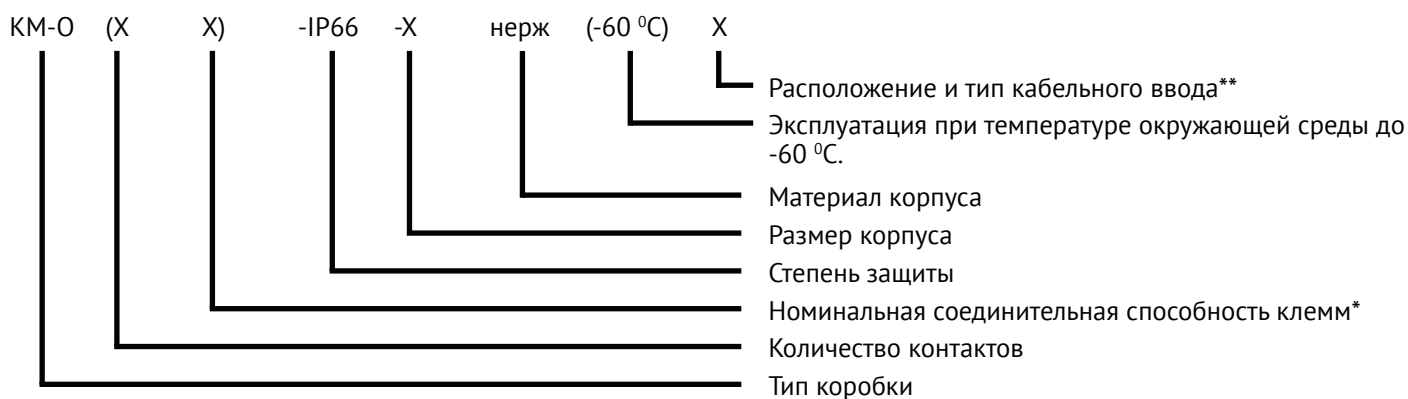 КМ-О (Х Х) -IP66 -Х нерж (-60 ⁰С) Х
Расположение и тип кабельного ввода**
Эксплуатация при температуре окружающей среды до
-60 ⁰С.
Материал корпуса
Размер корпуса
Степень защиты
Номинальная соединительная способность клемм*
Количество контактов
Тип коробки